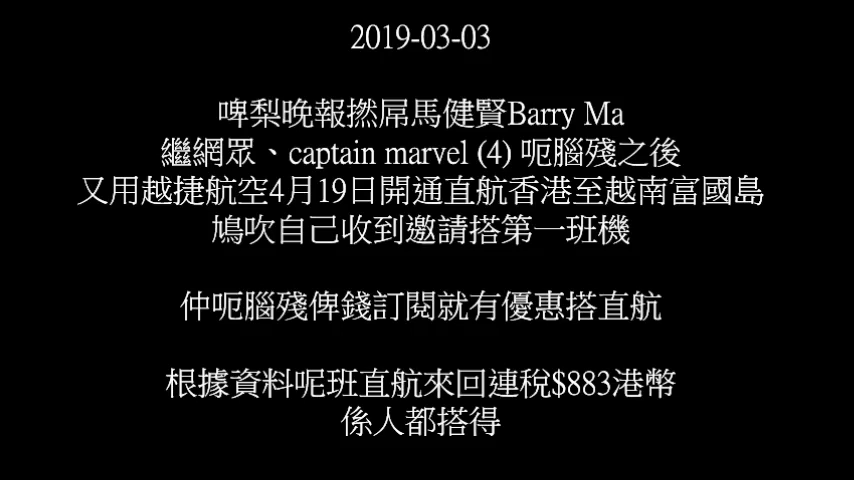 2019-03-03
啤梨晚報撚屌馬健賢Barry Ma
繼網眾、captain marvel (4) 呃腦殘之後
又用越捷航空4月19日開通直航香港至越南富國島
鳩吹自己收到邀請搭第一班機
仲呃腦殘俾錢訂閱就有優惠搭直航
根據資料呢班直航來回連稅$883港幣
係人都搭得